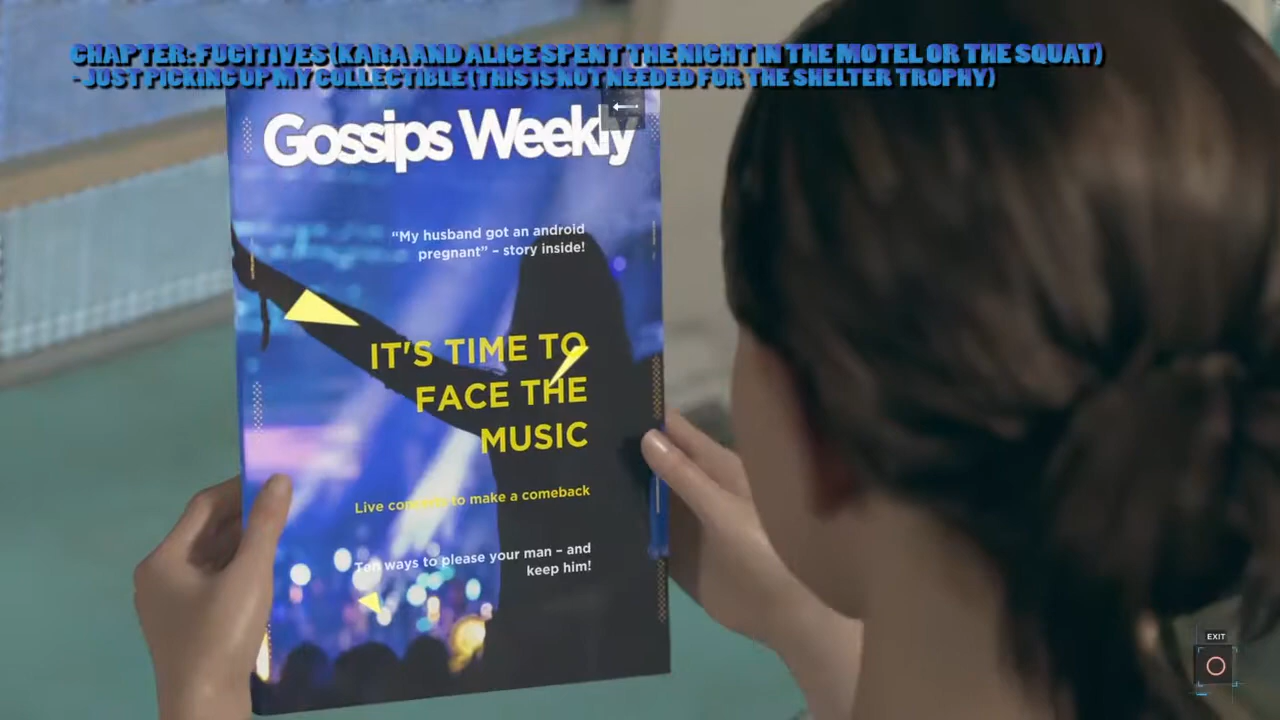 CHAPTER: FUGITIVES (KARA AND ALICE SPENT THE NIGHT IN THE MOTEL OR THE SQUAT)
- JUST PICKING UP MY COLLECTIBLE (THIS IS NOT NEEDED FOR THE SHELTER TROPHY)
Gossips Weekly
“My husband got an android
pregnant” – story inside!
IT'S TIME TO
FACE THE
MUSIC
Live concerts to make a comeback
Ten ways to please your man – and
keep him!
EXIT